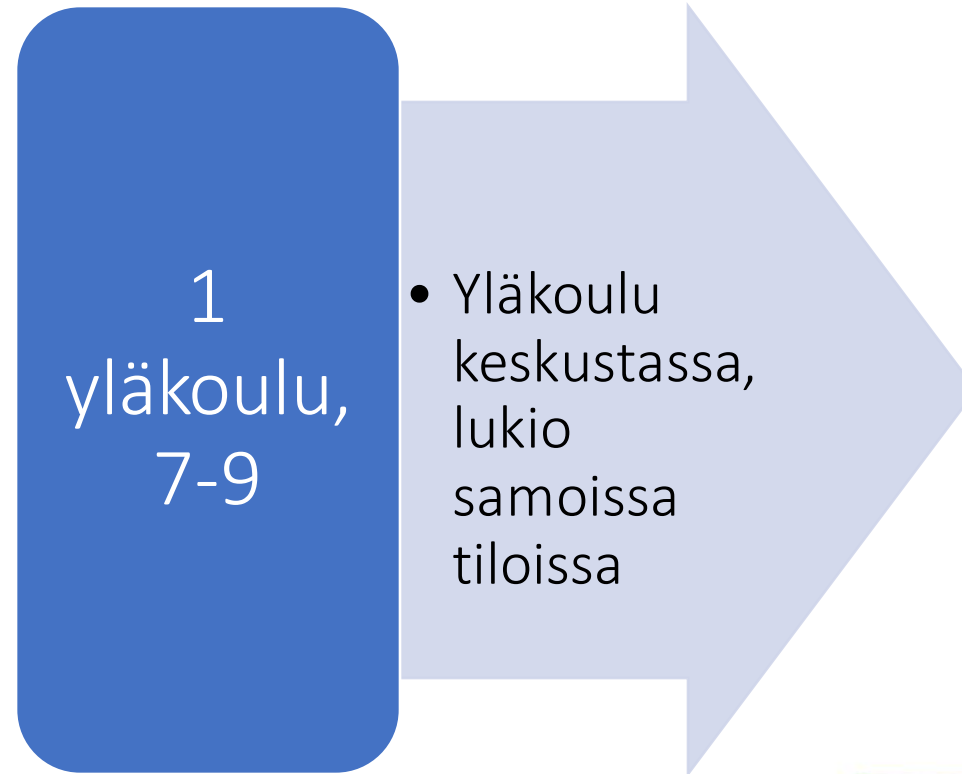 1
yläkoulu,
7-9
• Yläkoulu
keskustassa,
lukio
samoissa
tiloissa